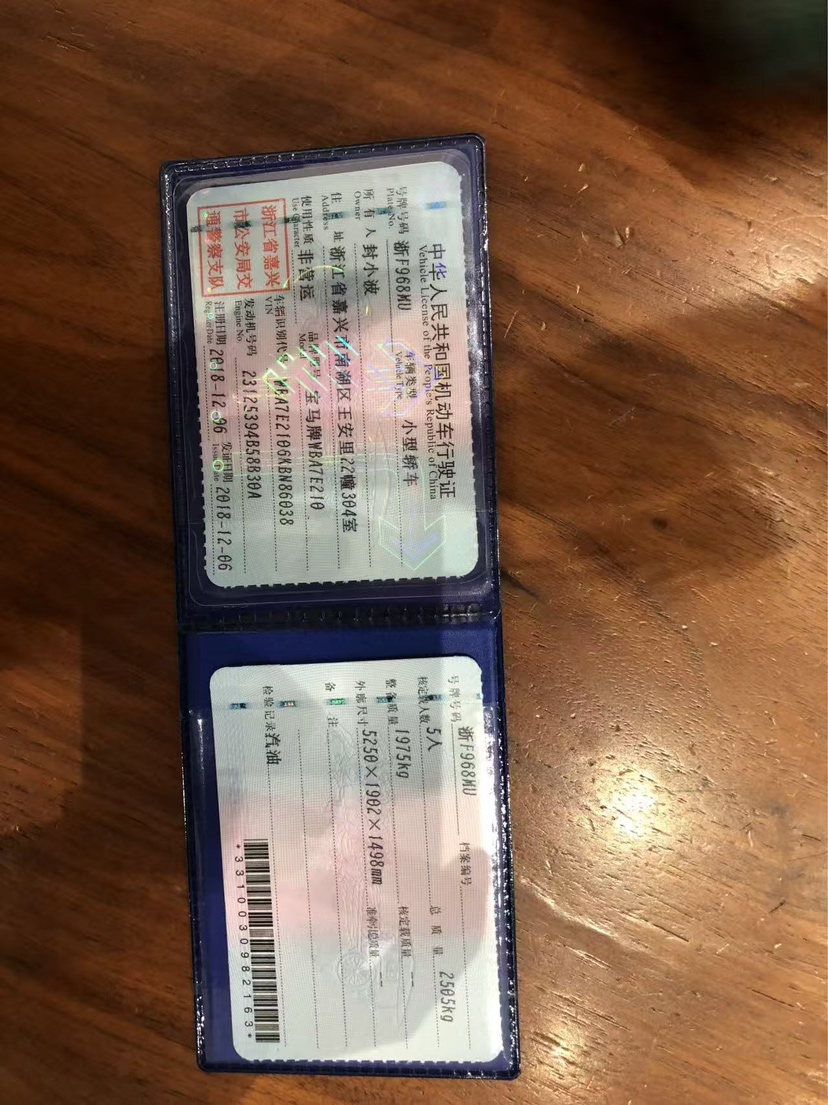 中华人民共和国机动车行驶证
Vehicle License of the People's Republic of China
号牌号码 浙F968MU 车辆类型 小型轿车
Plate No. Vehicle Type
所有人 封小波
Owner
住址 浙江省嘉兴市南湖区王安里22幢304室
Address
使用性质 非营运 品牌型号 宝马牌WBA7E210
Use Character
浙江省嘉兴
市公安局交
通警察支队
车辆识别代号 WBA7E2106KBN86038
VIN
发动机号码 23125394B58B30A
Engine No.
注册日期 2018-12-06 发证日期 2018-12-06
Register Date Issue Date
号牌号码 浙F968MU 档案编号
核定载人数 5人 总质量 2505kg
整备质量 1975kg 核定载质量 --
外廓尺寸 5250×1902×1498mm 准牵引总质量 --
备注
检验记录 汽油
*3310030982163*